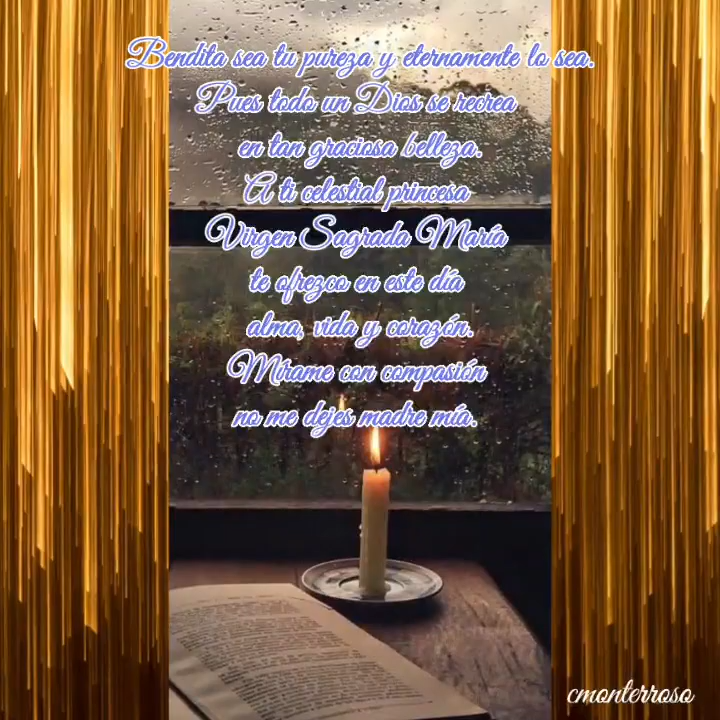 Bendita sea tu pureza y eternamente lo sea.
Pues todo un Dios se recrea
en tan graciosa belleza.
A ti celestial princesa
Virgen Sagrada María
te ofrezco en este día
alma, vida y corazón.
Mírame con compasión
no me dejes madre mía.
cmonterroso